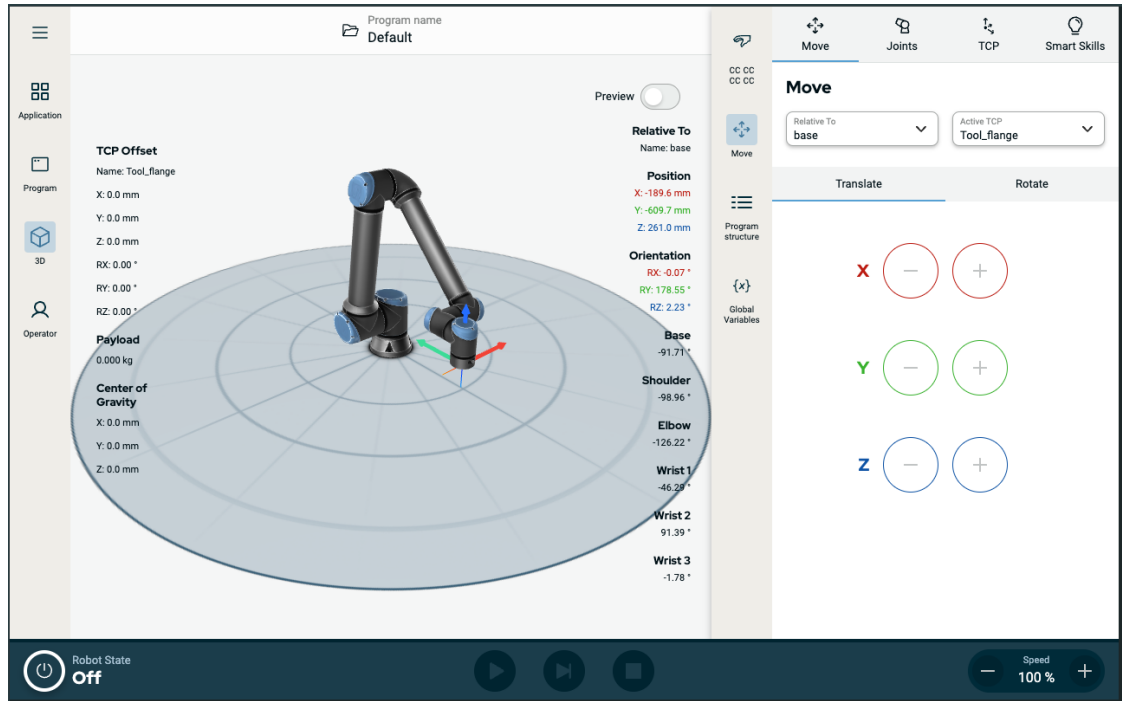 Program name
Default
Application
Program
3D
Operator
Preview
TCP Offset
Name: Tool_flange
X: 0.0 mm
Y: 0.0 mm
Z: 0.0 mm
RX: 0.00 °
RY: 0.00 °
RZ: 0.00 °
Payload
0.000 kg
Center of
Gravity
X: 0.0 mm
Y: 0.0 mm
Z: 0.0 mm
Relative To
Name: base
Position
X: -189.6 mm
Y: -609.7 mm
Z: 261.0 mm
Orientation
RX: -0.07 °
RY: 178.55 °
RZ: 2.23 °
Base
-91.71 °
Shoulder
-98.96 °
Elbow
-126.22 °
Wrist 1
-46.29 °
Wrist 2
91.39 °
Wrist 3
-1.78 °
CC CC
CC CC
Move
Program
structure
{x}
Global
Variables
Move
Joints
TCP
Smart Skills
Move
Relative To
base
Active TCP
Tool_flange
Translate
Rotate
X − +
Y − +
Z − +
Robot State
Off
Speed
− 100 % +